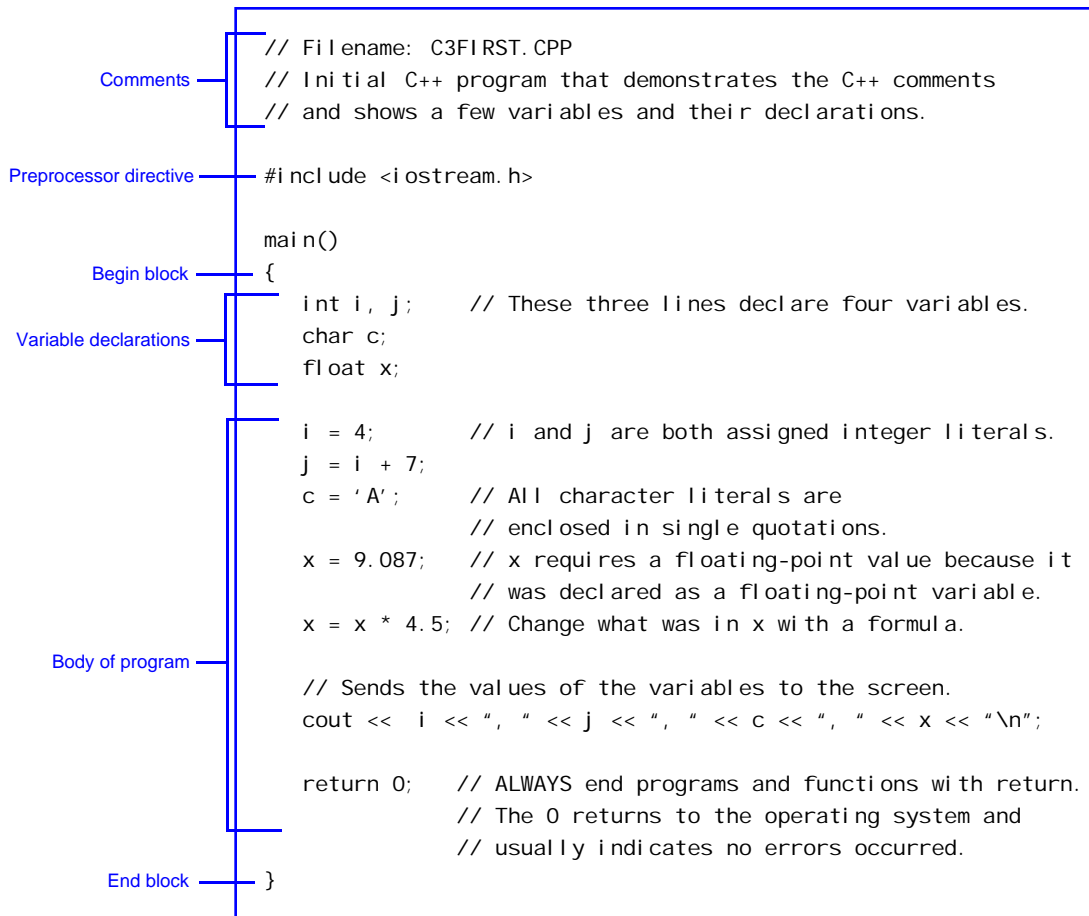 // Filename: C3FIRST.CPP
Comments
// Initial C++ program that demonstrates the C++ comments
// and shows a few variables and their declarations.
Preprocessor directive
#include <iostream.h>
main()
Begin block
{
int i, j;     // These three lines declare four variables.
Variable declarations
char c;
float x;
i = 4;        // i and j are both assigned integer literals.
j = i + 7;
c = ‘A’;      // All character literals are
// enclosed in single quotations.
x = 9.087;    // x requires a floating-point value because it
// was declared as a floating-point variable.
x = x * 4.5;  // Change what was in x with a formula.
Body of program
// Sends the values of the variables to the screen.
cout <<  i << “, “ << j << “, “ << c << “, “ << x << “\n”;
return 0;    // ALWAYS end programs and functions with return.
// The 0 returns to the operating system and
// usually indicates no errors occurred.
End block
}